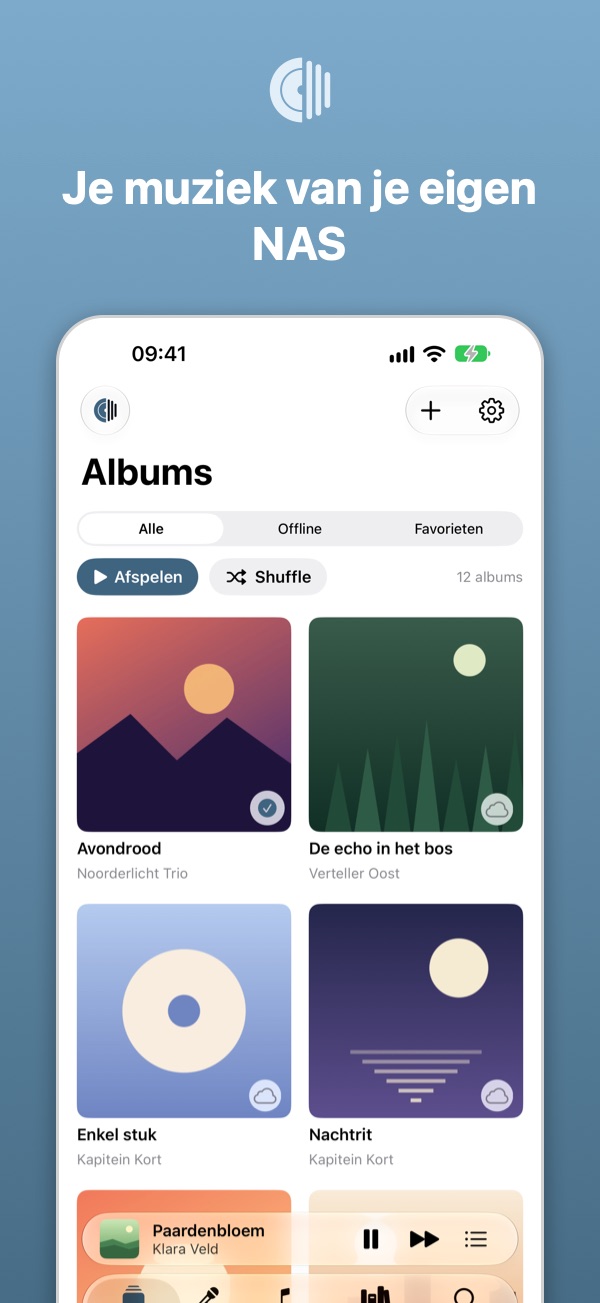 Je muziek van je eigen
NAS
09:41
Albums
Alle
Offline
Favorieten
Afspelen
Shuffle
12 albums
Avondrood
Noorderlicht Trio
De echo in het bos
Verteller Oost
Enkel stuk
Kapitein Kort
Nachtrit
Kapitein Kort
Paardenbloem
Klara Veld